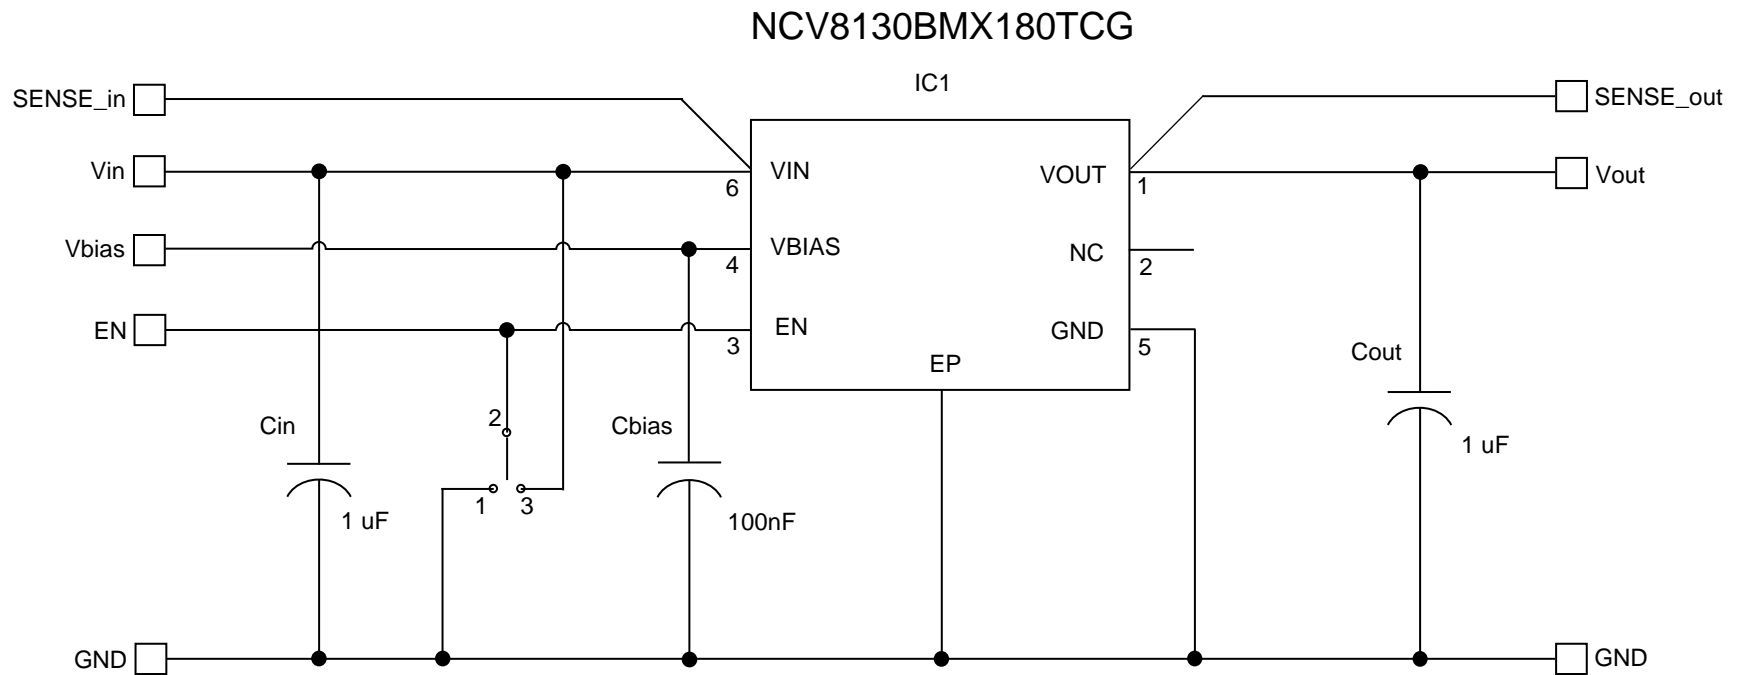 NCV8130BMX180TCG
IC1
SENSE_in
SENSE_out
Vin
VIN
6
VOUT
1
Vout
Vbias
VBIAS
4
NC
2
EN
EN
3
GND
5
EP
Cout
1 uF
Cin
1 uF
2
1
3
Cbias
100nF
GND
GND